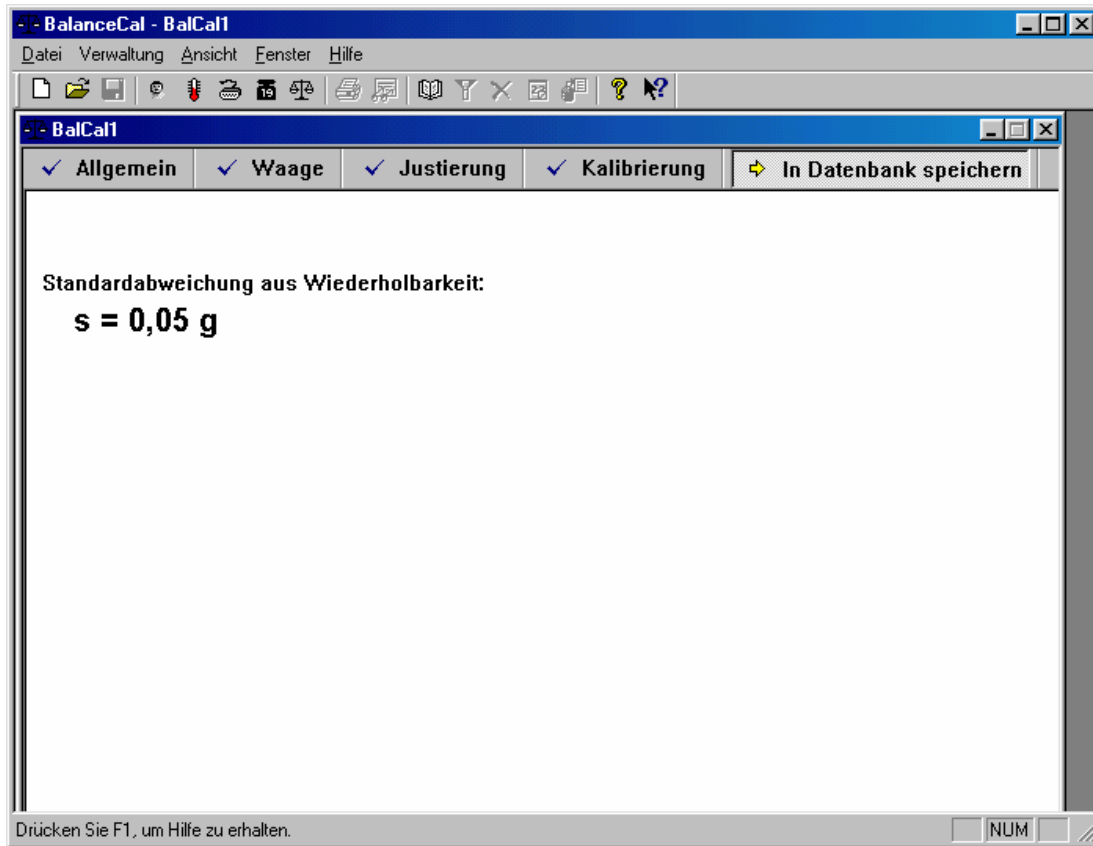 BalanceCal - BalCal1
Datei Verwaltung Ansicht Fenster Hilfe
BalCal1
Allgemein Waage Justierung Kalibrierung In Datenbank speichern
Standardabweichung aus Wiederholbarkeit:
s = 0,05 g
Drücken Sie F1, um Hilfe zu erhalten. NUM